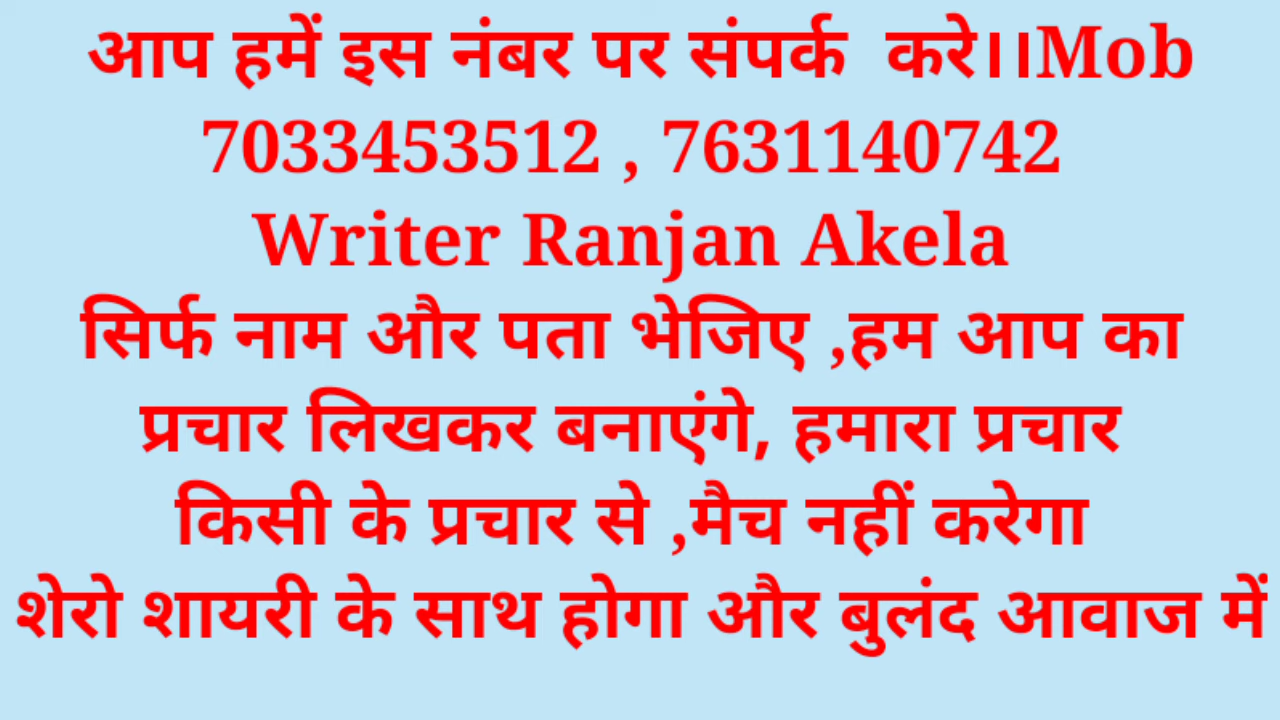 आप हमें इस नंबर पर संपर्क  करे।।Mob
7033453512 , 7631140742
Writer Ranjan Akela
सिर्फ नाम और पता भेजिए ,हम आप का
प्रचार लिखकर बनाएंगे, हमारा प्रचार
किसी के प्रचार से ,मैच नहीं करेगा
शेरो शायरी के साथ होगा और बुलंद आवाज में